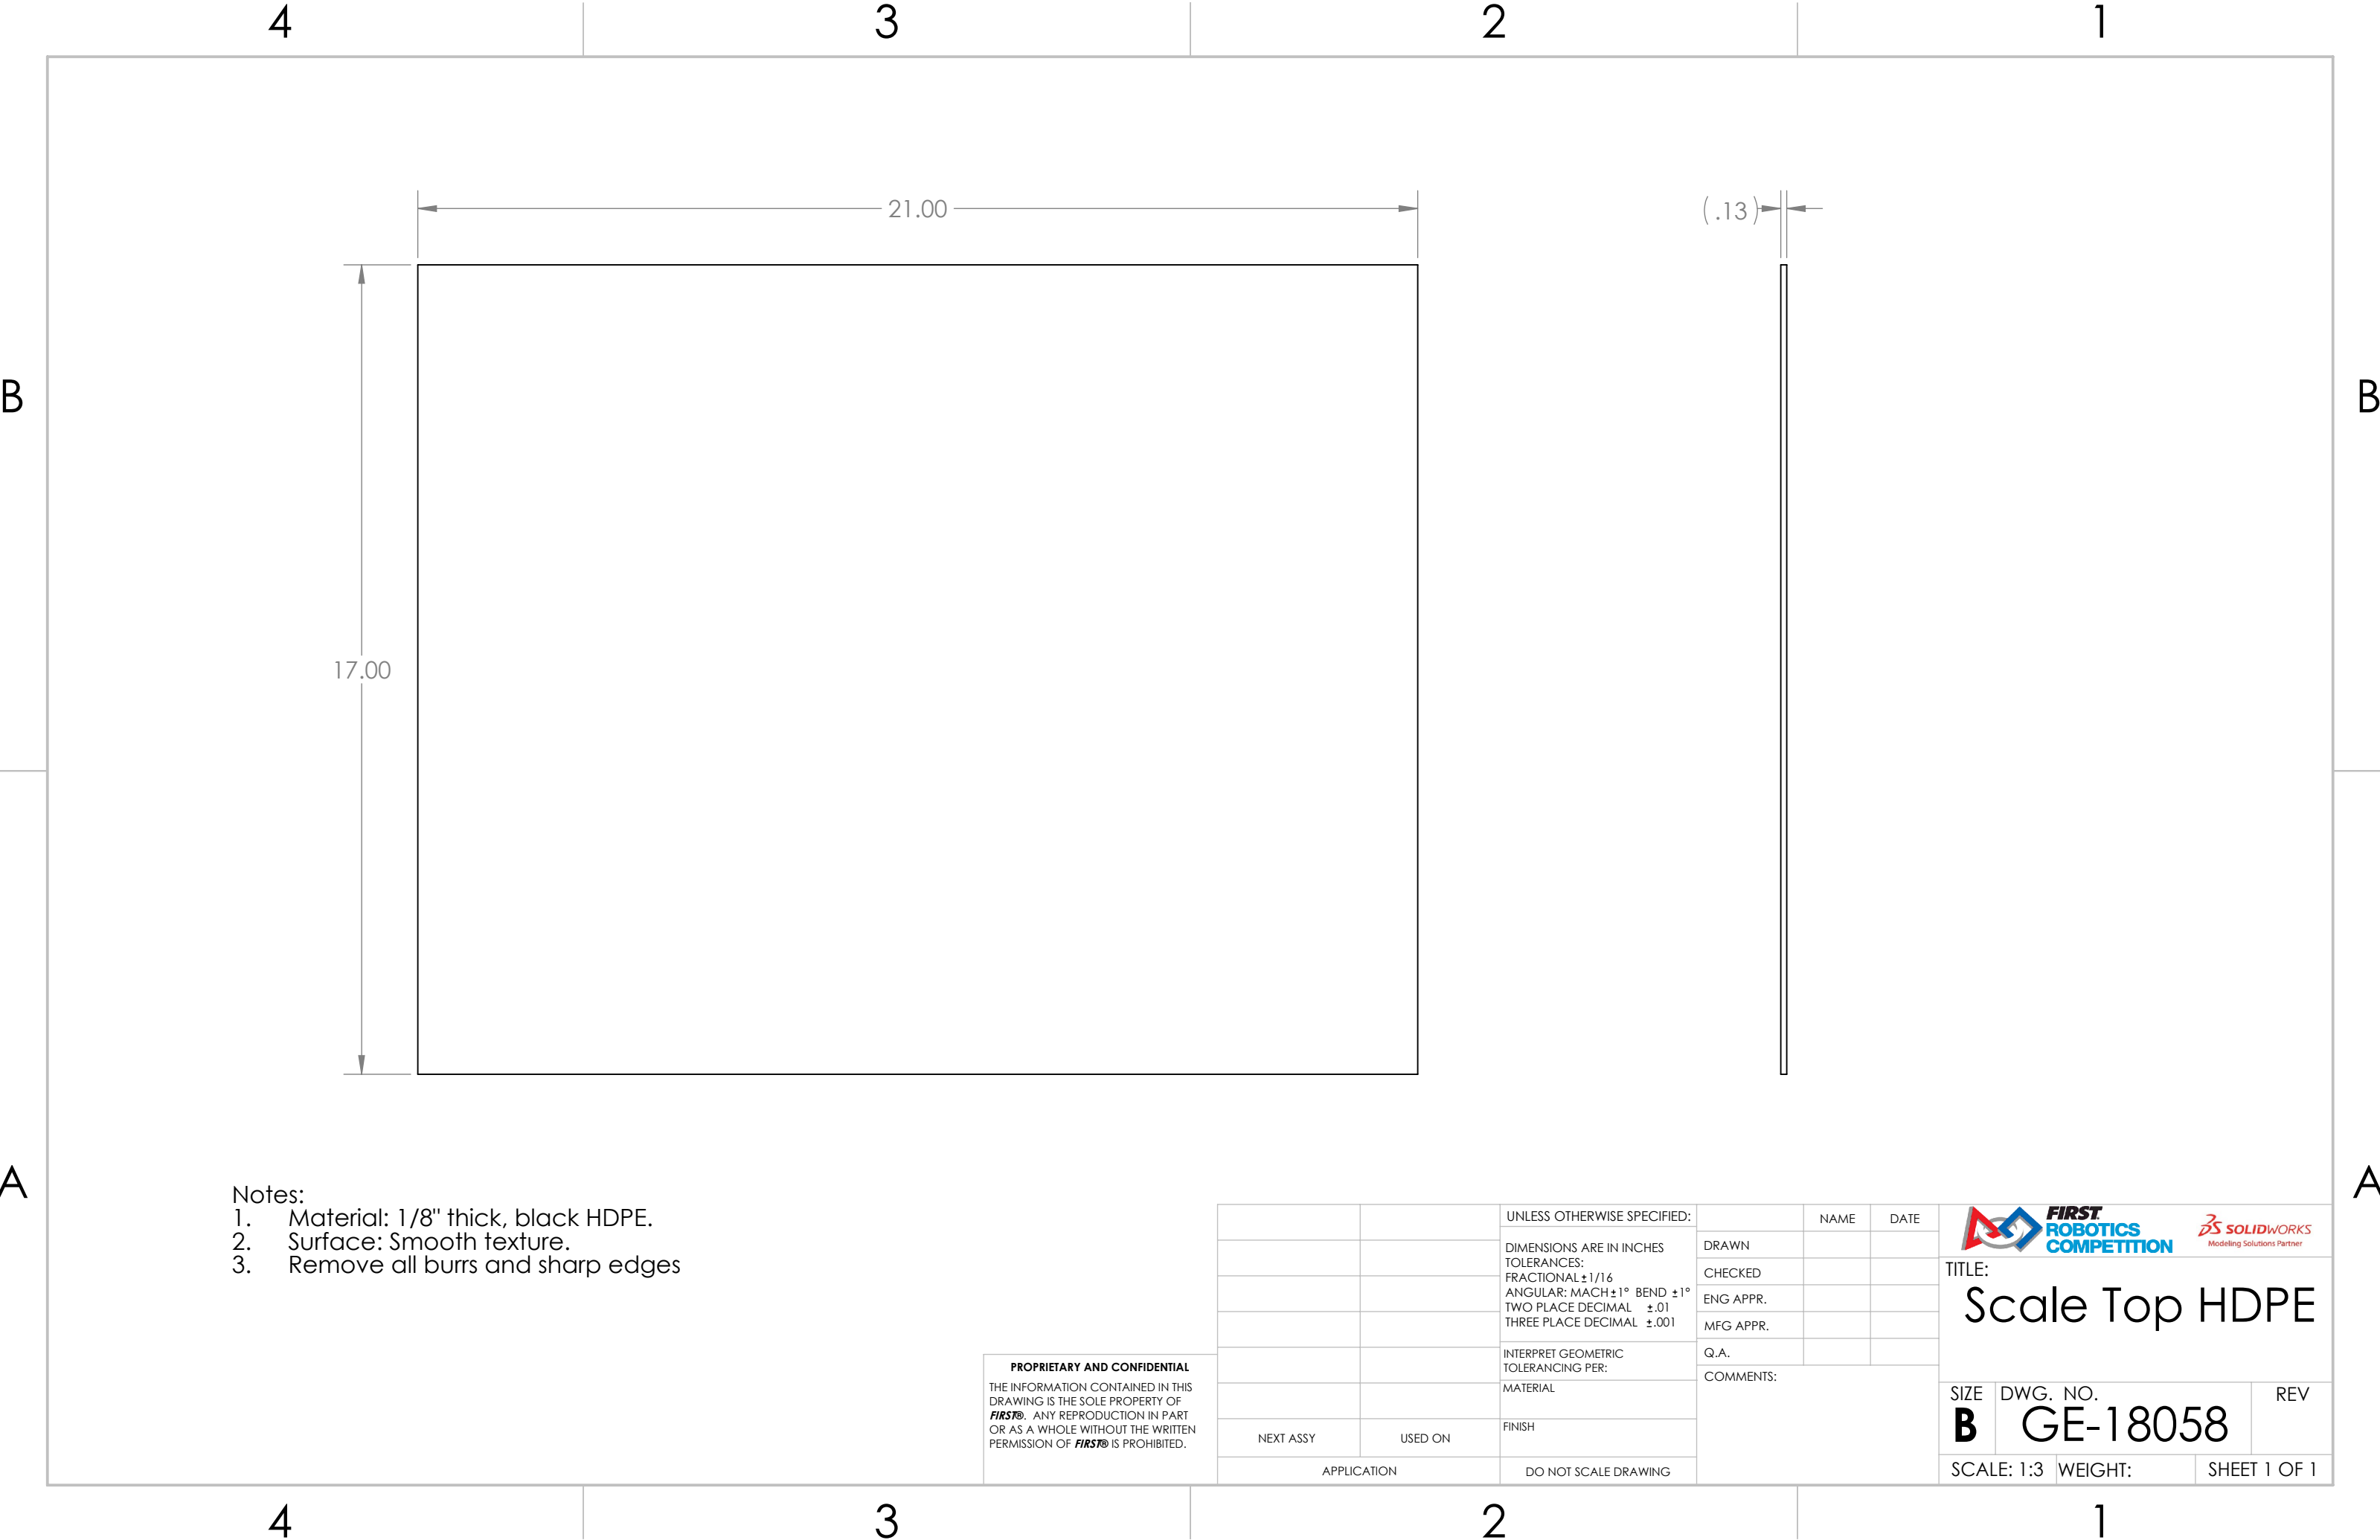 4 3 2 1
21.00
( .13 )
B B
17.00
A A
Notes:
1. Material: 1/8" thick, black HDPE.
2. Surface: Smooth texture.
3. Remove all burrs and sharp edges
PROPRIETARY AND CONFIDENTIAL
THE INFORMATION CONTAINED IN THIS
DRAWING IS THE SOLE PROPERTY OF
FIRST®. ANY REPRODUCTION IN PART
OR AS A WHOLE WITHOUT THE WRITTEN
PERMISSION OF FIRST® IS PROHIBITED.
NEXT ASSY USED ON
APPLICATION
UNLESS OTHERWISE SPECIFIED:
DIMENSIONS ARE IN INCHES
TOLERANCES:
FRACTIONAL ±1/16
ANGULAR: MACH ±1° BEND ±1°
TWO PLACE DECIMAL ±.01
THREE PLACE DECIMAL ±.001
INTERPRET GEOMETRIC
TOLERANCING PER:
MATERIAL
FINISH
DO NOT SCALE DRAWING
NAME DATE
DRAWN
CHECKED
ENG APPR.
MFG APPR.
Q.A.
COMMENTS:
FIRST.
ROBOTICS
COMPETITION
SOLIDWORKS
Modeling Solutions Partner
TITLE:
Scale Top HDPE
SIZE DWG. NO. REV
B GE-18058
SCALE: 1:3 WEIGHT: SHEET 1 OF 1
4 3 2 1